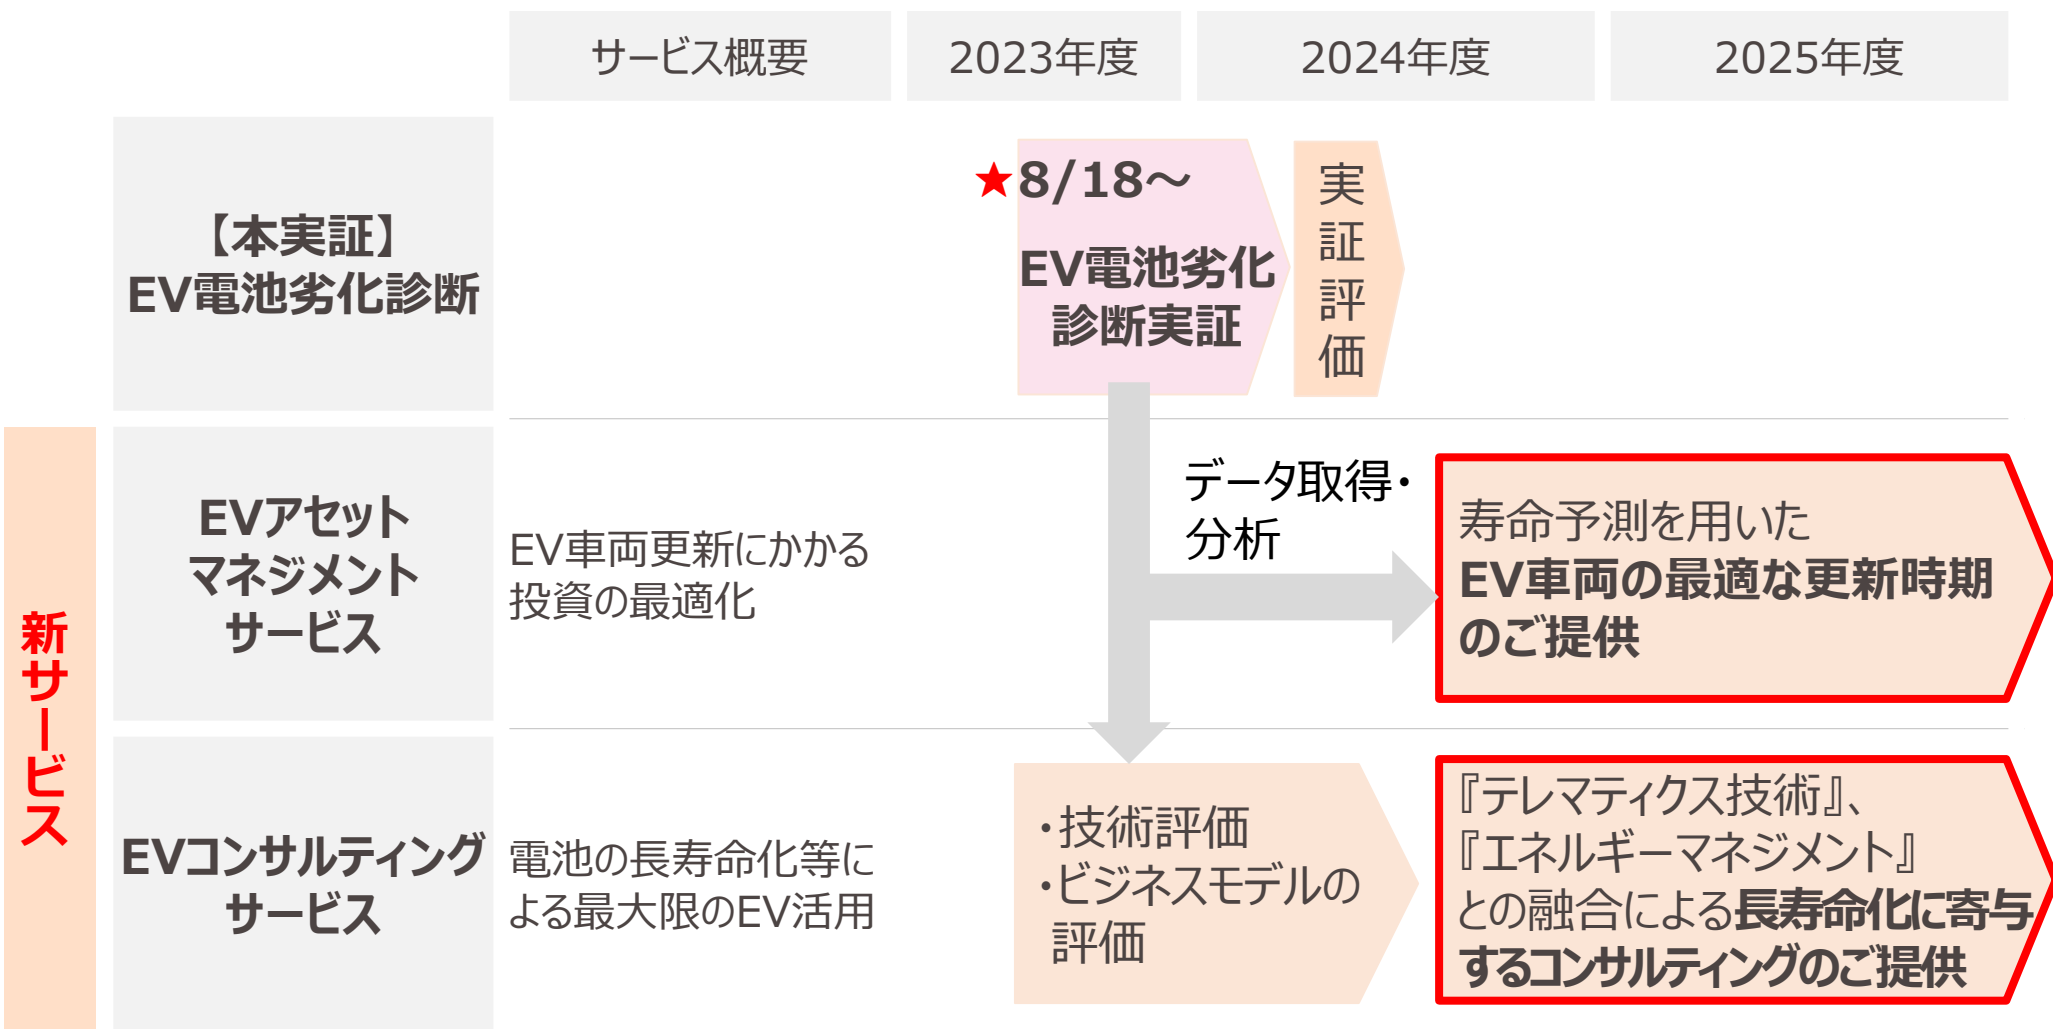 サービス概要
2023年度
2024年度
2025年度
【本実証】
EV電池劣化診断
★8/18～
EV電池劣化
診断実証
実証評価
新サービス
EVアセット
マネジメント
サービス
EV車両更新にかかる
投資の最適化
データ取得・
分析
寿命予測を用いた
EV車両の最適な更新時期
のご提供
EVコンサルティング
サービス
電池の長寿命化等に
よる最大限のEV活用
・技術評価
・ビジネスモデルの
評価
『テレマティクス技術』、
『エネルギーマネジメント』
との融合による長寿命化に寄与
するコンサルティングのご提供